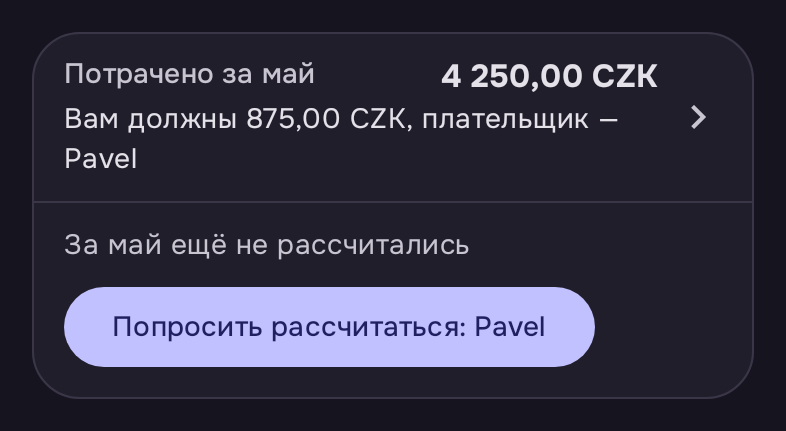 Потрачено за май 4 250,00 CZK
Вам должны 875,00 CZK, плательщик —
Pavel
За май ещё не рассчитались
Попросить рассчитаться: Pavel